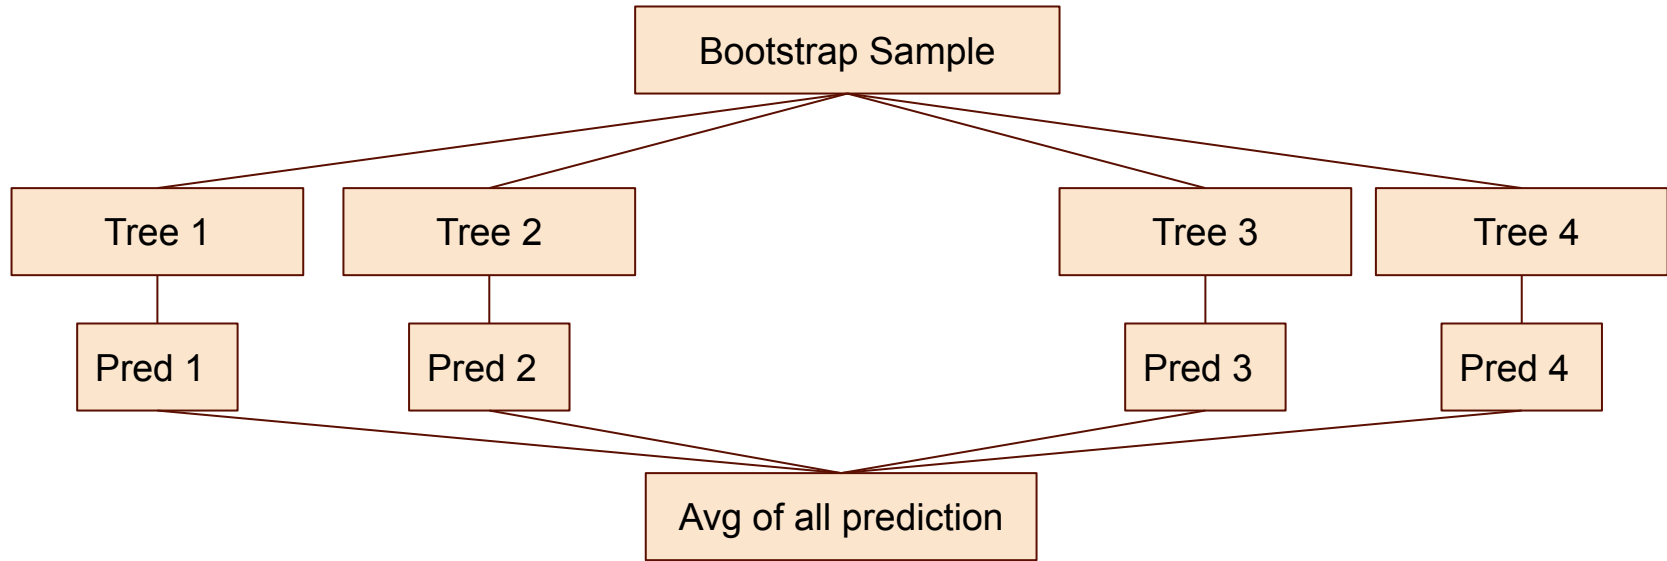 Bootstrap Sample
Tree 1
Tree 2
Tree 3
Tree 4
Pred 1
Pred 2
Pred 3
Pred 4
Avg of all prediction